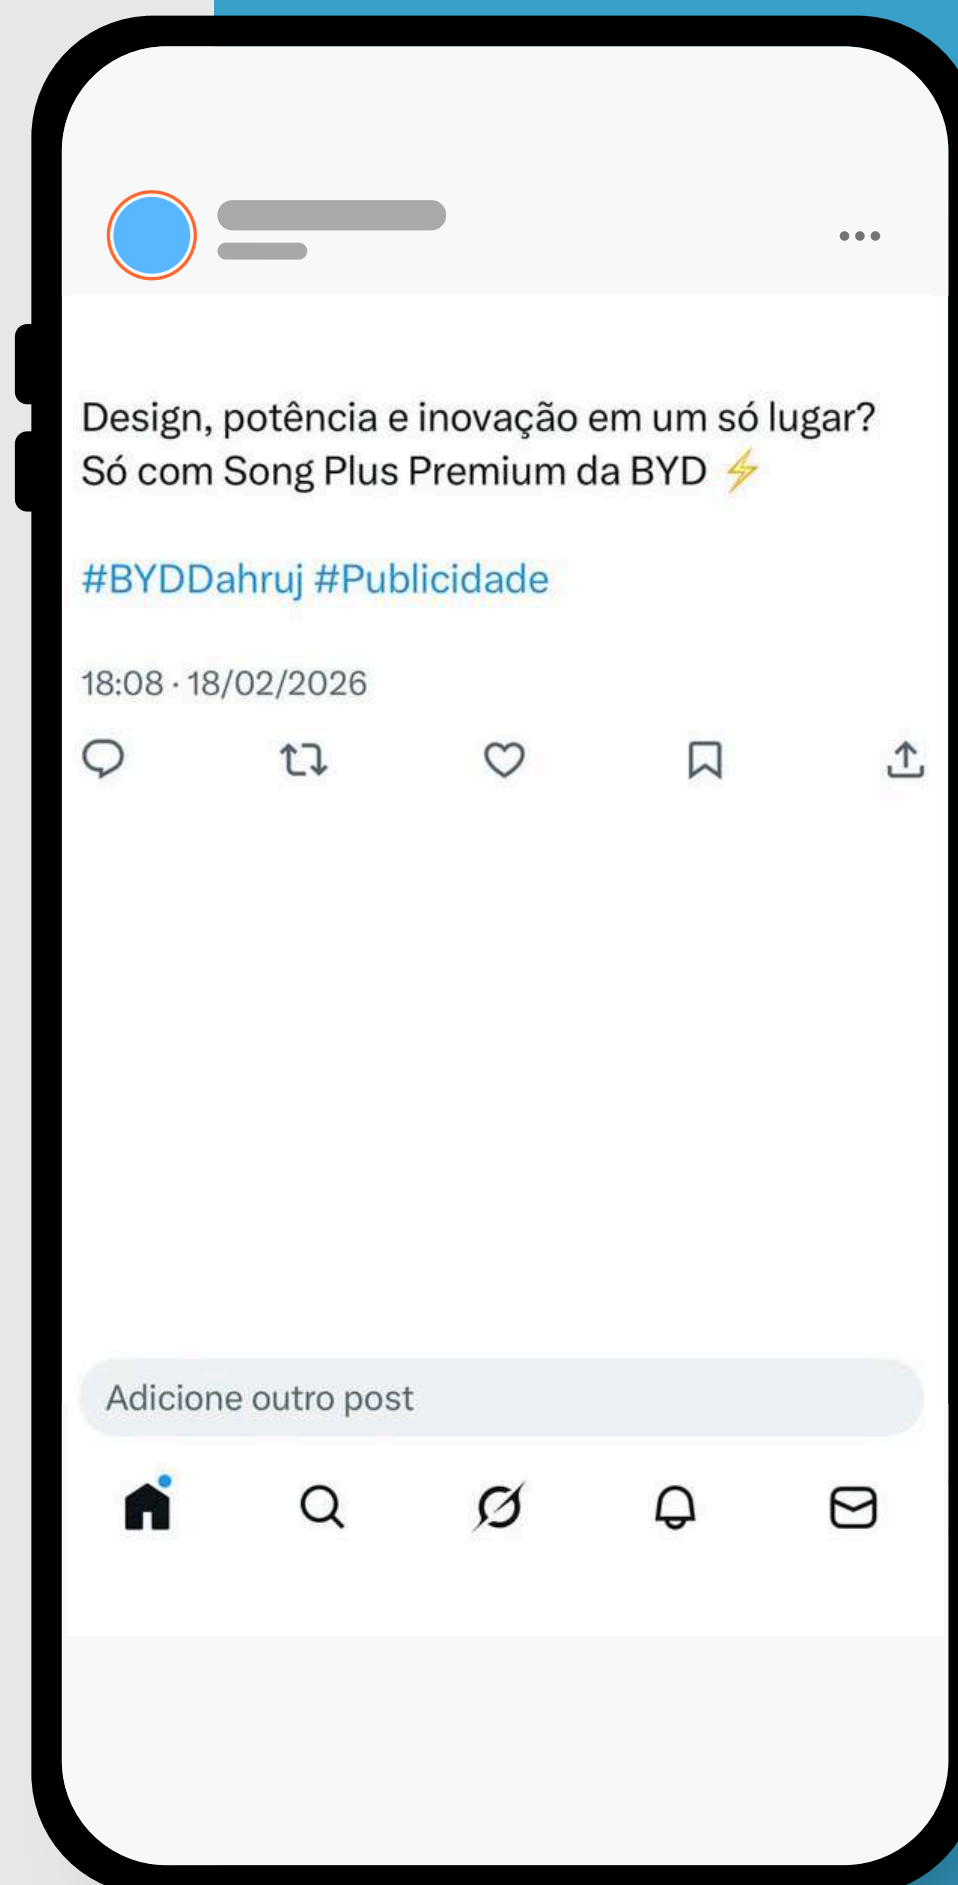 Design, potência e inovação em um só lugar?
Só com Song Plus Premium da BYD ⚡
#BYDDahruj #Publicidade
18:08 · 18/02/2026
Adicione outro post